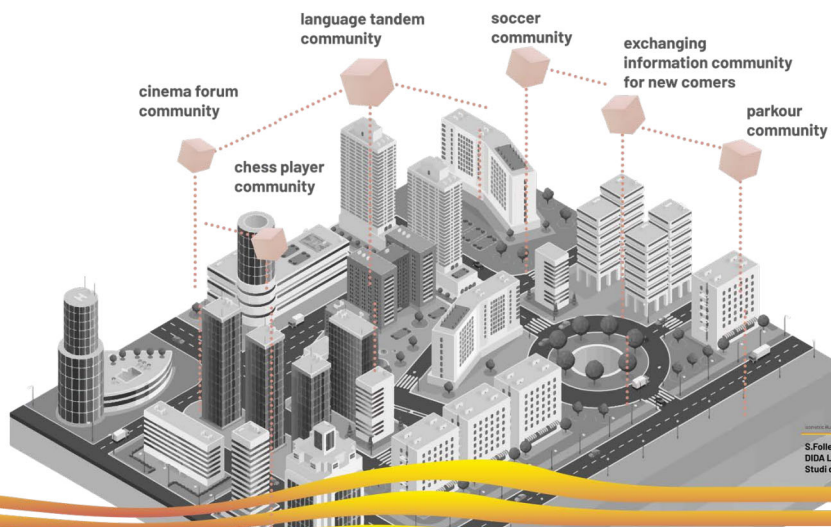 language tandem
community
soccer
community
exchanging
information community
for new comers
cinema forum
community
parkour
community
chess player
community
H
S.Folle
DIDA L
Studi d